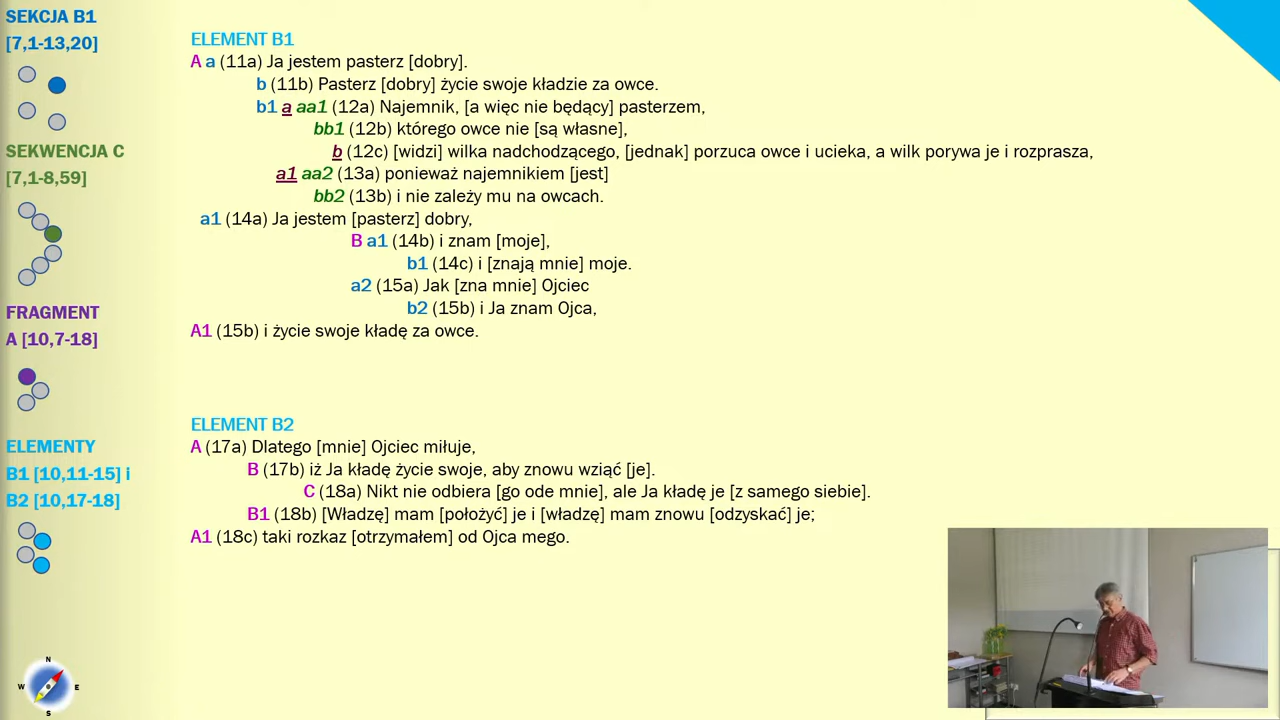 SEKCJA B1
[7,1-13,20]
SEKWENCJA C
[7,1-8,59]
FRAGMENT
A [10,7-18]
ELEMENTY
B1 [10,11-15] i
B2 [10,17-18]
N
W E
S
ELEMENT B1
A a (11a) Ja jestem pasterz [dobry].
b (11b) Pasterz [dobry] życie swoje kładzie za owce.
b1 a aa1 (12a) Najemnik, [a więc nie będący] pasterzem,
bb1 (12b) którego owce nie [są własne],
b (12c) [widzi] wilka nadchodzącego, [jednak] porzuca owce i ucieka, a wilk porywa je i rozprasza,
a1 aa2 (13a) ponieważ najemnikiem [jest]
bb2 (13b) i nie zależy mu na owcach.
a1 (14a) Ja jestem [pasterz] dobry,
B a1 (14b) i znam [moje],
b1 (14c) i [znają mnie] moje.
a2 (15a) Jak [zna mnie] Ojciec
b2 (15b) i Ja znam Ojca,
A1 (15b) i życie swoje kładę za owce.
ELEMENT B2
A (17a) Dlatego [mnie] Ojciec miłuje,
B (17b) iż Ja kładę życie swoje, aby znowu wziąć [je].
C (18a) Nikt nie odbiera [go ode mnie], ale Ja kładę je [z samego siebie].
B1 (18b) [Władzę] mam [położyć] je i [władzę] mam znowu [odzyskać] je;
A1 (18c) taki rozkaz [otrzymałem] od Ojca mego.